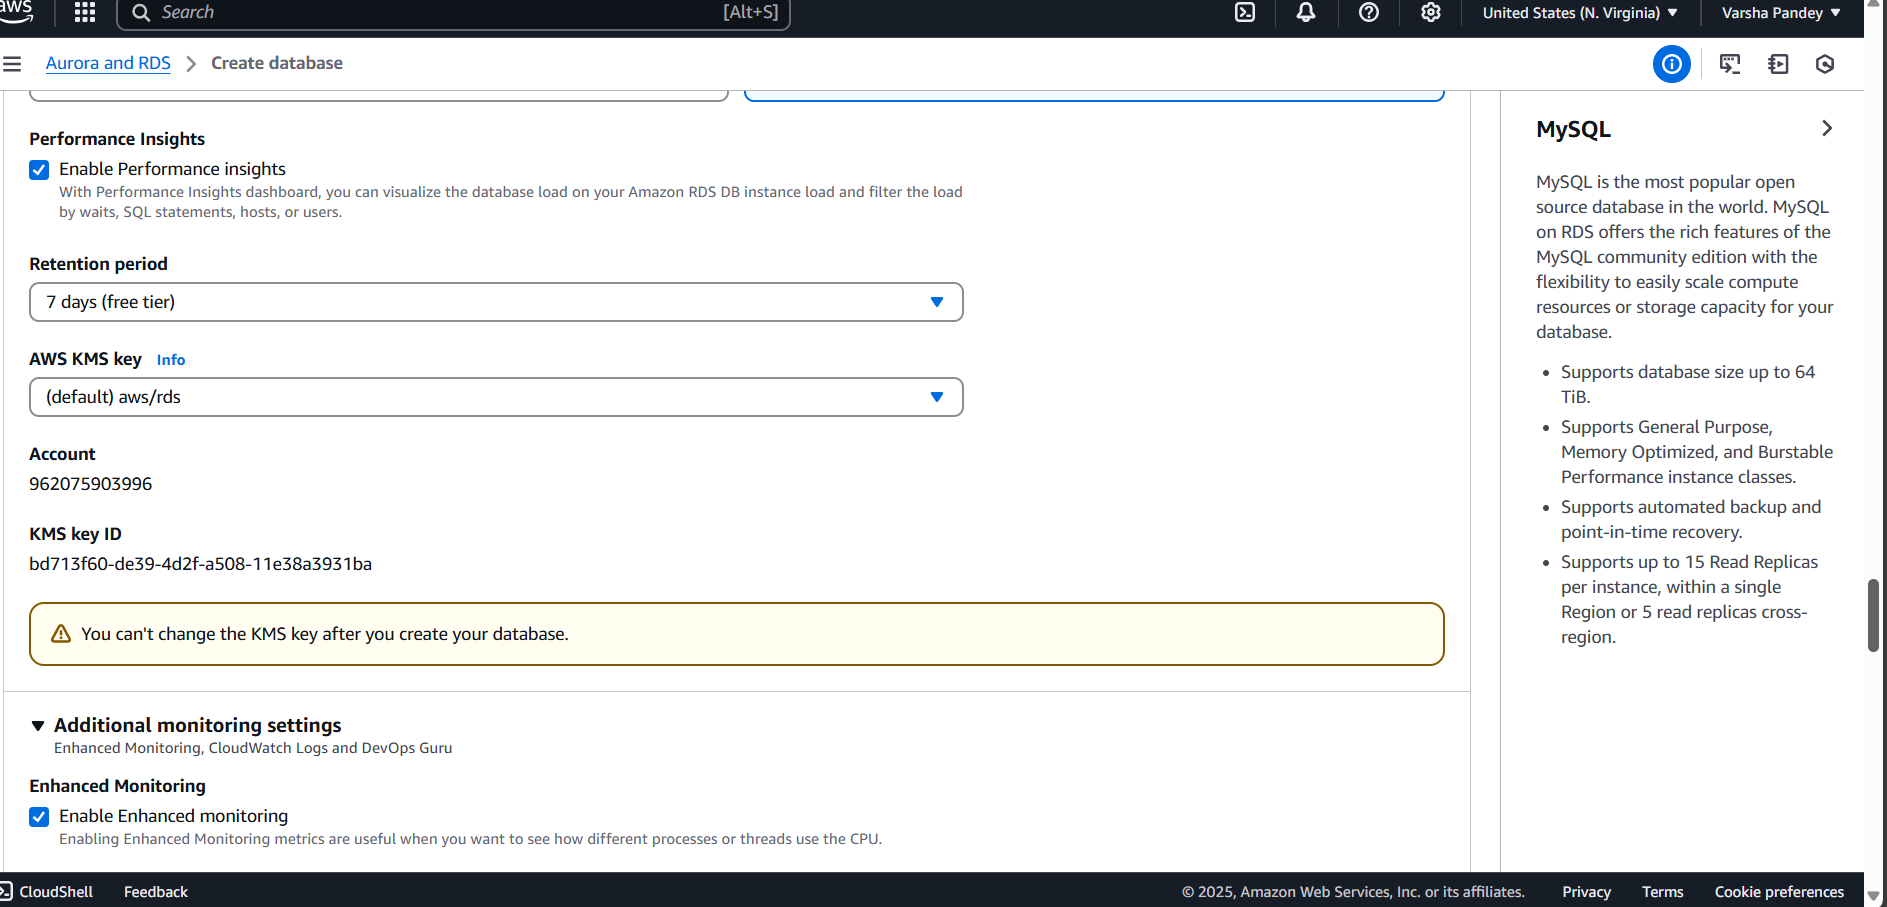 aws
Search
[Alt+S]
United States (N. Virginia)
Varsha Pandey
Aurora and RDS
Create database
Performance Insights
Enable Performance insights
With Performance Insights dashboard, you can visualize the database load on your Amazon RDS DB instance load and filter the load
by waits, SQL statements, hosts, or users.
Retention period
7 days (free tier)
AWS KMS key Info
(default) aws/rds
Account
962075903996
KMS key ID
bd713f60-de39-4d2f-a508-11e38a3931ba
You can't change the KMS key after you create your database.
Additional monitoring settings
Enhanced Monitoring, CloudWatch Logs and DevOps Guru
Enhanced Monitoring
Enable Enhanced monitoring
Enabling Enhanced Monitoring metrics are useful when you want to see how different processes or threads use the CPU.
MySQL
MySQL is the most popular open
source database in the world. MySQL
on RDS offers the rich features of the
MySQL community edition with the
flexibility to easily scale compute
resources or storage capacity for your
database.
• Supports database size up to 64
TiB.
• Supports General Purpose,
Memory Optimized, and Burstable
Performance instance classes.
• Supports automated backup and
point-in-time recovery.
• Supports up to 15 Read Replicas
per instance, within a single
Region or 5 read replicas cross-
region.
CloudShell
Feedback
© 2025, Amazon Web Services, Inc. or its affiliates.
Privacy
Terms
Cookie preferences